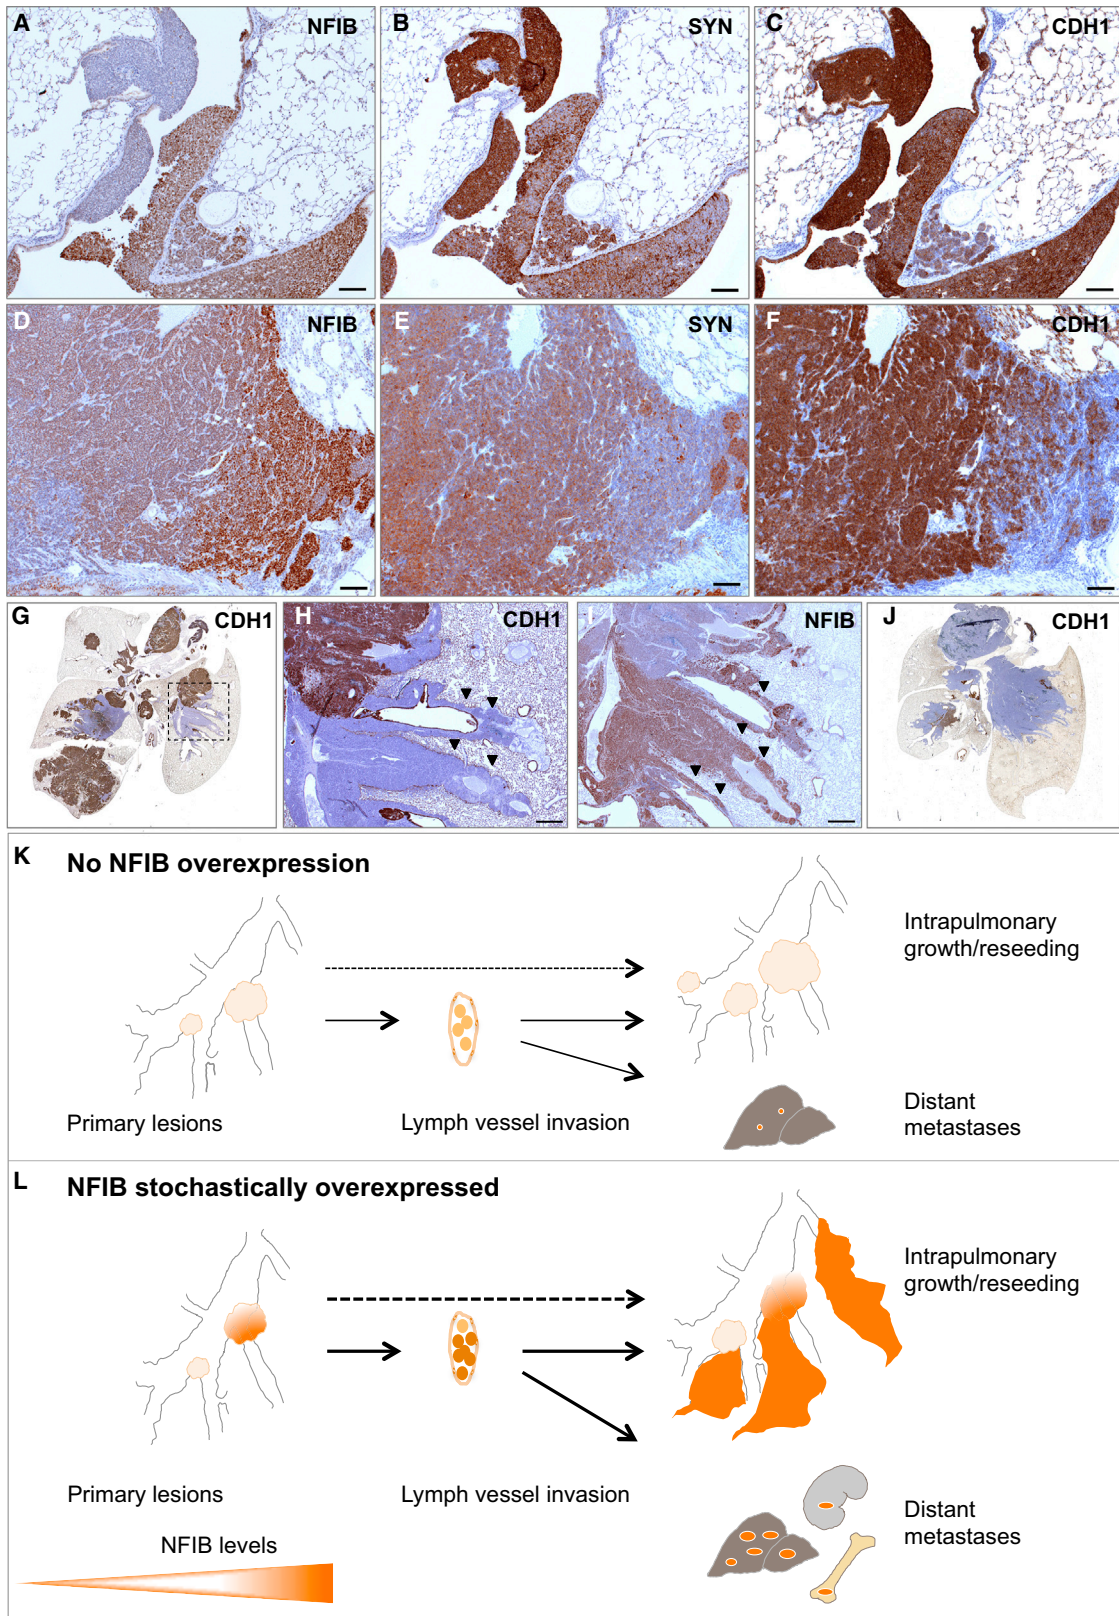 A NFIB
B SYN
C CDH1
D NFIB
E SYN
F CDH1
G CDH1
H CDH1
I NFIB
J CDH1
K No NFIB overexpression
Intrapulmonary
growth/reseeding
Primary lesions
Lymph vessel invasion
Distant
metastases
L NFIB stochastically overexpressed
Intrapulmonary
growth/reseeding
Primary lesions
Lymph vessel invasion
Distant
metastases
NFIB levels